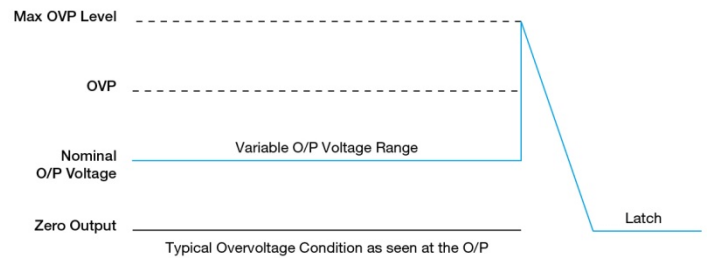 Max OVP Level
OVP
Variable O/P Voltage Range
Nominal
O/P Voltage
Zero Output
Latch
Typical Overvoltage Condition as seen at the O/P